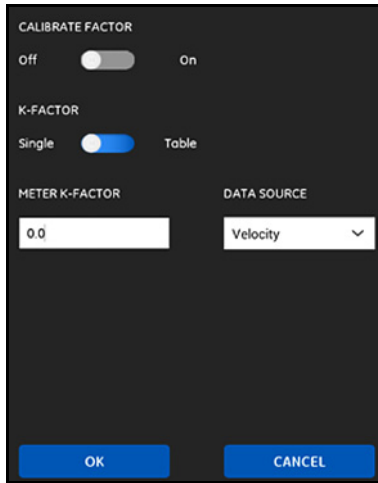 CALIBRATE FACTOR
Off On
K-FACTOR
Single Table
METER K-FACTOR DATA SOURCE
0.0 Velocity
OK CANCEL